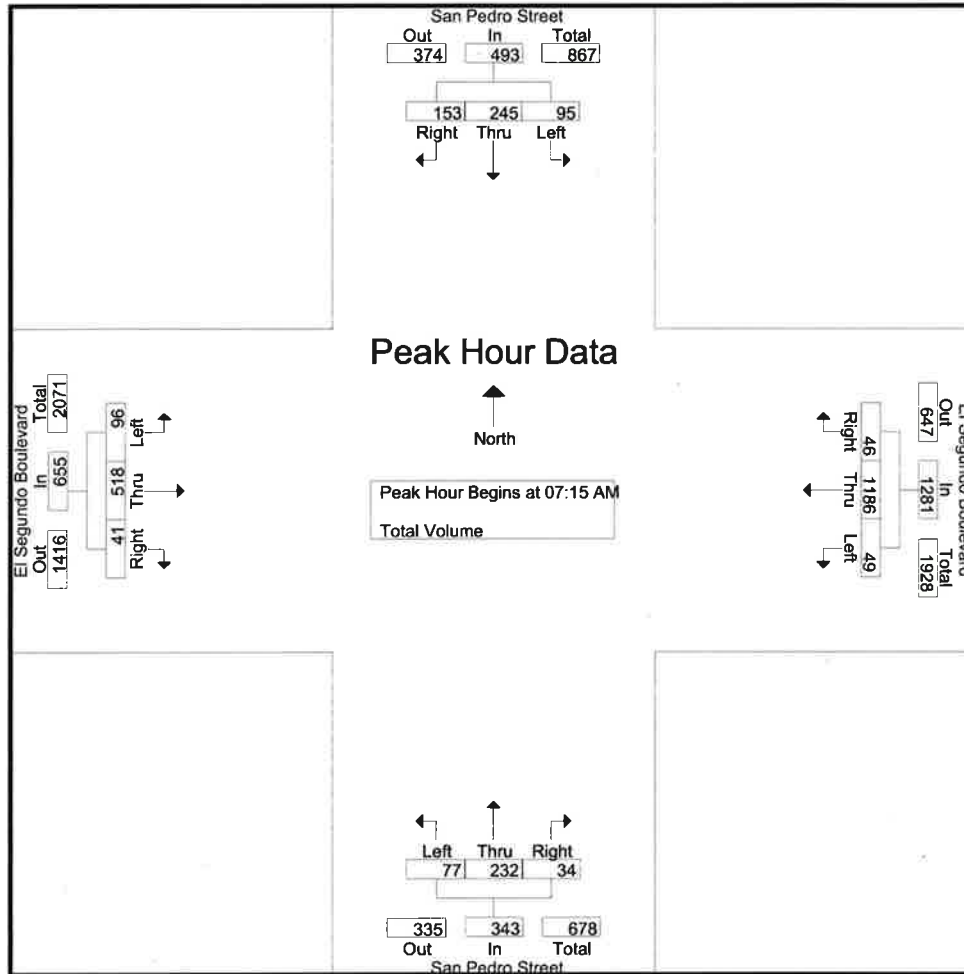 San Pedro Street
Out In Total
374 493 867
153 245 95
Right Thru Left
Peak Hour Data
North
Peak Hour Begins at 07:15 AM
Total Volume
El Segundo Boulevard
Out In Total
1416 655 2071
96 518 41
Left Thru Right
El Segundo Boulevard
Out In Total
647 1281 1928
Right Thru Left
46 1186 49
Left Thru Right
77 232 34
335 343 678
Out In Total
San Pedro Street